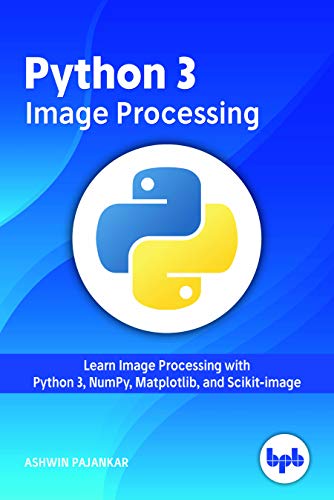 Python 3
Image Processing
Learn Image Processing with
Python 3, NumPy, Matplotlib, and Scikit-image
ASHWIN PAJANKAR
bpb